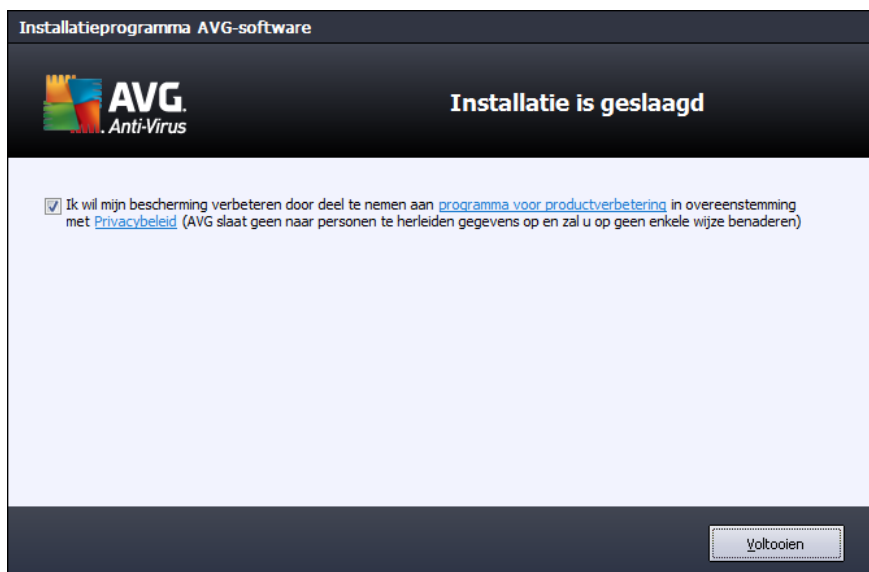 Installatieprogramma AVG-software
AVG.
Anti-Virus
Installatie is geslaagd
Ik wil mijn bescherming verbeteren door deel te nemen aan programma voor productverbetering in overeenstemming
met Privacybeleid (AVG slaat geen naar personen te herleiden gegevens op en zal u op geen enkele wijze benaderen)
Voltooien